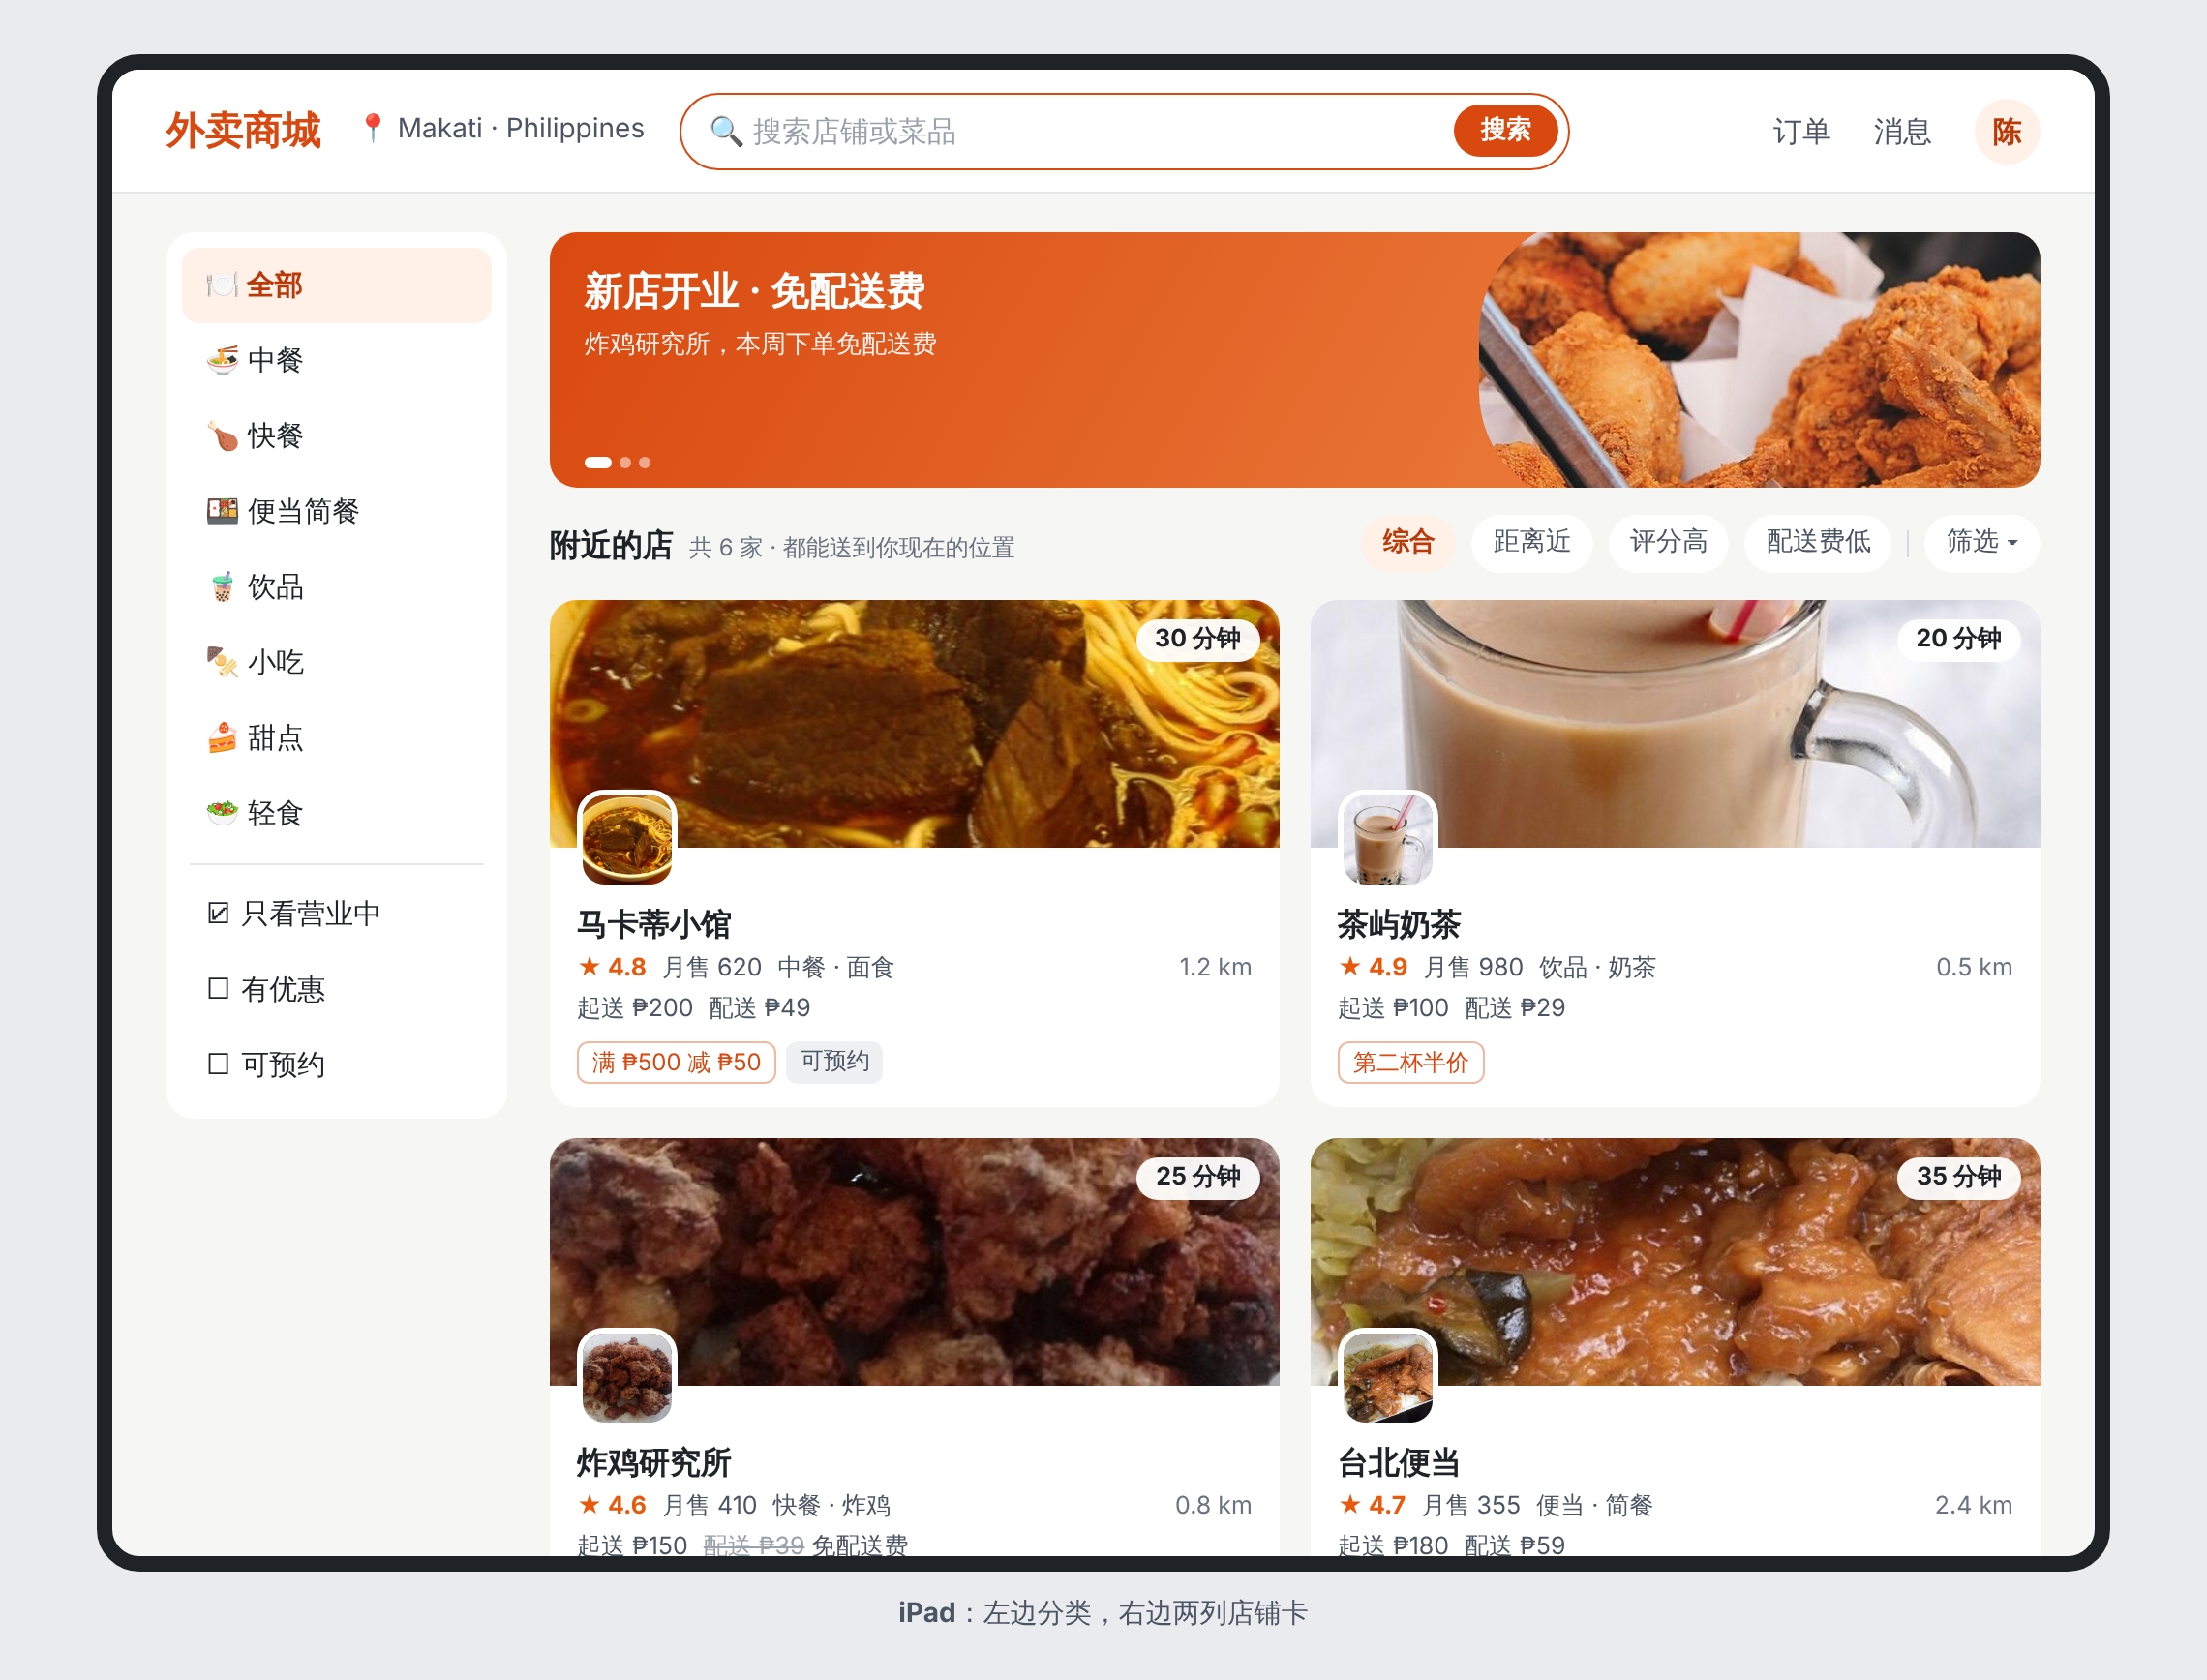 外卖商城
📍 Makati · Philippines
🔍 搜索店铺或菜品
搜索
订单
消息
陈
🍽️ 全部
🍜 中餐
🍗 快餐
🍱 便当简餐
🧋 饮品
🍢 小吃
🍰 甜点
🥗 轻食
☑ 只看营业中
☐ 有优惠
☐ 可预约
新店开业 · 免配送费
炸鸡研究所，本周下单免配送费
附近的店 共 6 家 · 都能送到你现在的位置
综合
距离近
评分高
配送费低
筛选
30 分钟
马卡蒂小馆
★ 4.8 月售 620 中餐 · 面食 1.2 km
起送 ₱200 配送 ₱49
满 ₱500 减 ₱50 可预约
20 分钟
茶屿奶茶
★ 4.9 月售 980 饮品 · 奶茶 0.5 km
起送 ₱100 配送 ₱29
第二杯半价
25 分钟
炸鸡研究所
★ 4.6 月售 410 快餐 · 炸鸡 0.8 km
起送 ₱150 配送 ₱39 免配送费
35 分钟
台北便当
★ 4.7 月售 355 便当 · 简餐 2.4 km
起送 ₱180 配送 ₱59
iPad：左边分类，右边两列店铺卡